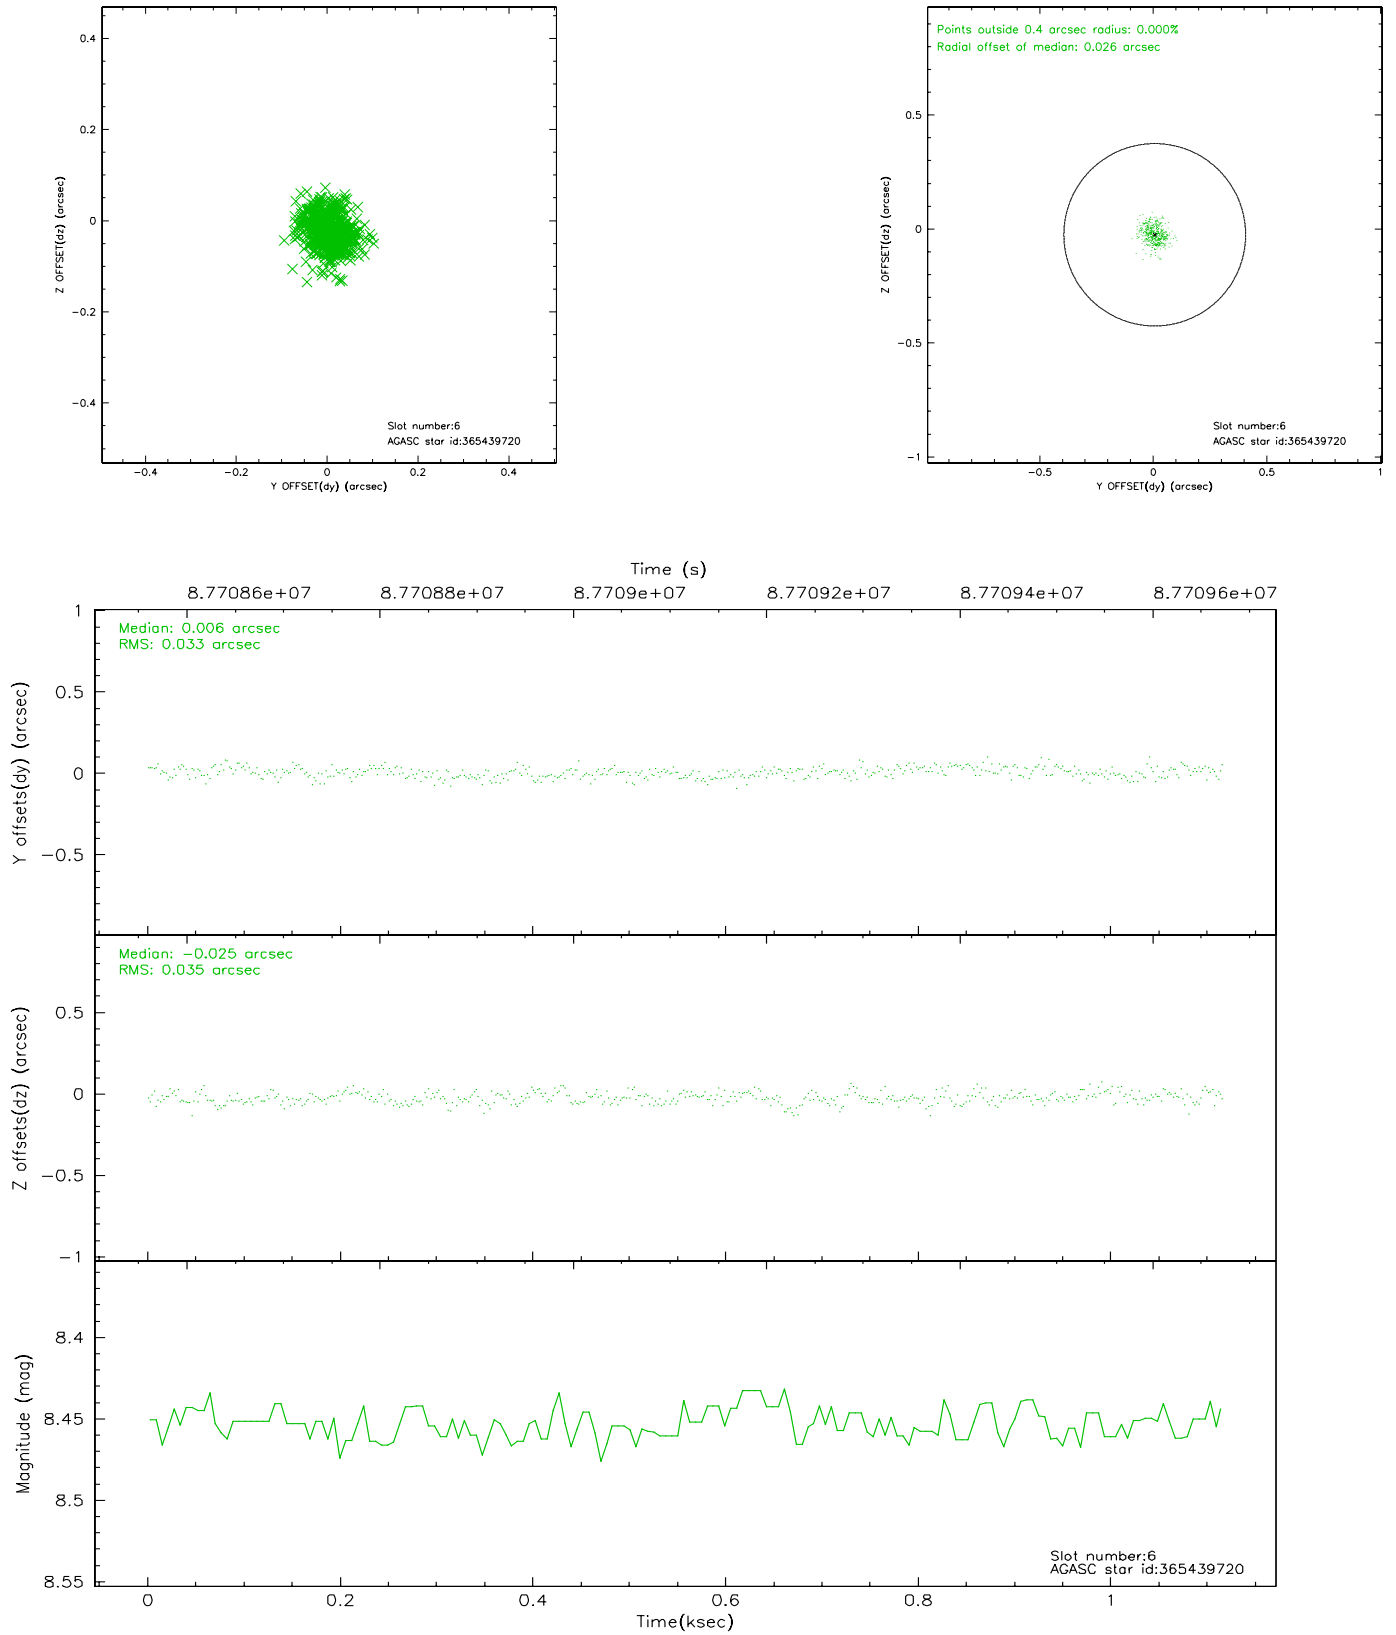 0.4
0.2
0
−0.2
−0.4
Z OFFSET(dz) (arcsec)
Slot number:6
AGASC star id:365439720
−0.4 −0.2 0 0.2 0.4
Y OFFSET(dy) (arcsec)
Points outside 0.4 arcsec radius: 0.000%
Radial offset of median: 0.026 arcsec
0.5
0
−0.5
−1
Z OFFSET(dz) (arcsec)
Slot number:6
AGASC star id:365439720
−0.5 0 0.5 1
Y OFFSET(dy) (arcsec)
Time (s)
8.77086e+07 8.77088e+07 8.7709e+07 8.77092e+07 8.77094e+07 8.77096e+07
1
0.5
0
−0.5
Y offsets(dy) (arcsec)
Median: 0.006 arcsec
RMS: 0.033 arcsec
0.5
0
−0.5
−1
Z offsets(dz) (arcsec)
Median: −0.025 arcsec
RMS: 0.035 arcsec
8.4
8.45
8.5
8.55
Magnitude (mag)
Slot number:6
AGASC star id:365439720
0 0.2 0.4 0.6 0.8 1
Time(ksec)